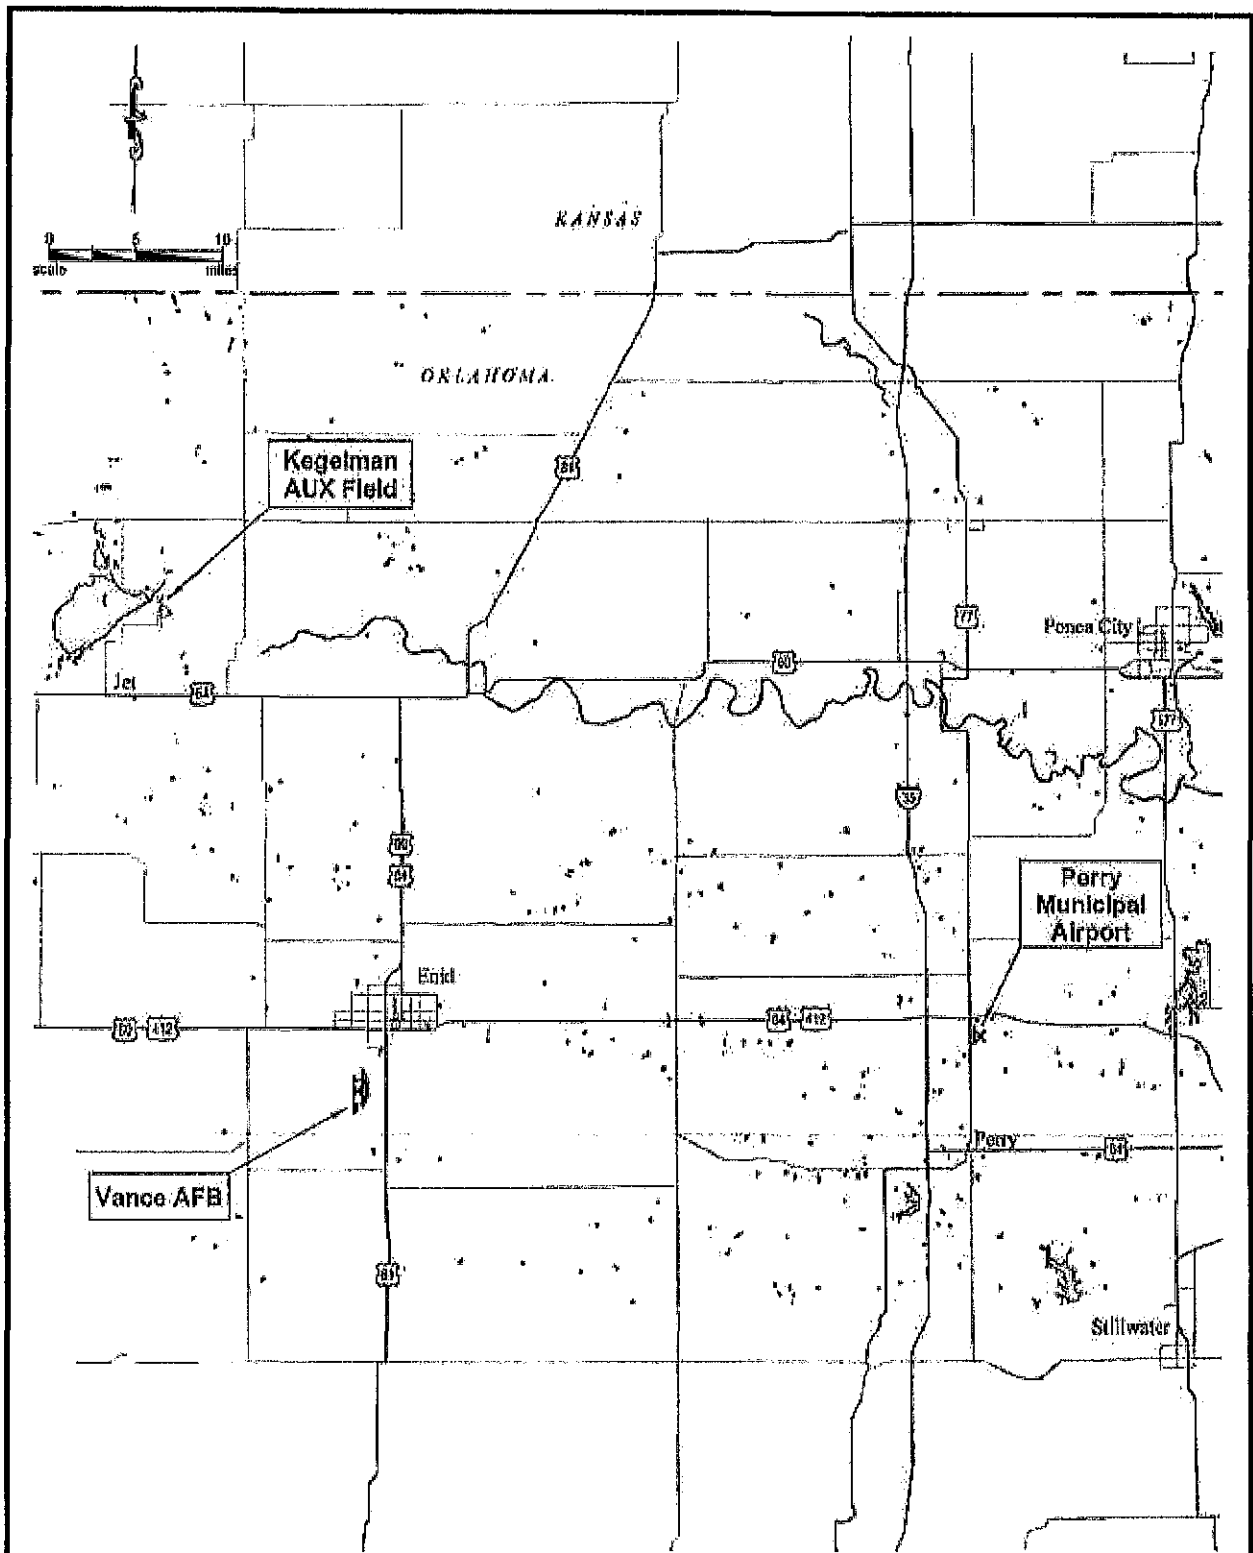 KANSAS
0 5 10
scale miles
OKLAHOMA
Kegelman
AUX Field
81
77
Ponca City
60
Jet
64
177
35
60
81
Perry
Municipal
Airport
Enid
60 412
64 412
Perry
64
Vance AFB
81
Stillwater